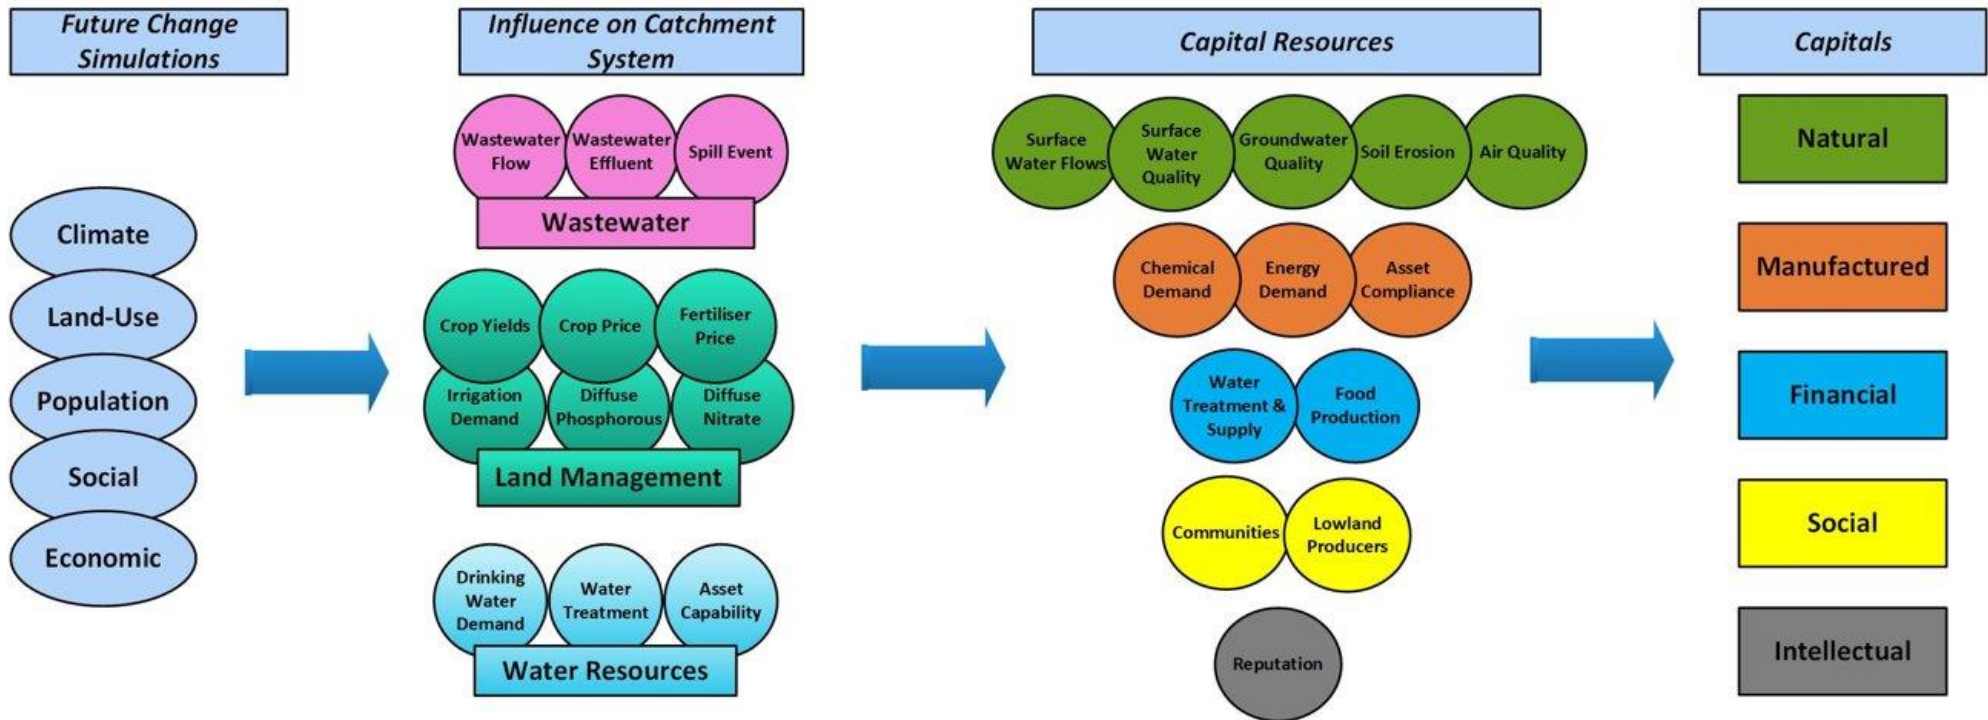 Future Change
Simulations
Influence on Catchment
System
Capital Resources
Capitals
Climate
Land-Use
Population
Social
Economic
Wastewater
Flow
Wastewater
Effluent
Spill Event
Wastewater
Crop Yields
Crop Price
Fertiliser
Price
Irrigation
Demand
Diffuse
Phosphorous
Diffuse
Nitrate
Land Management
Drinking
Water
Demand
Water
Treatment
Asset
Capability
Water Resources
Surface
Water Flows
Surface
Water
Quality
Groundwater
Quality
Soil Erosion
Air Quality
Chemical
Demand
Energy
Demand
Asset
Compliance
Water
Treatment &
Supply
Food
Production
Communities
Lowland
Producers
Reputation
Natural
Manufactured
Financial
Social
Intellectual